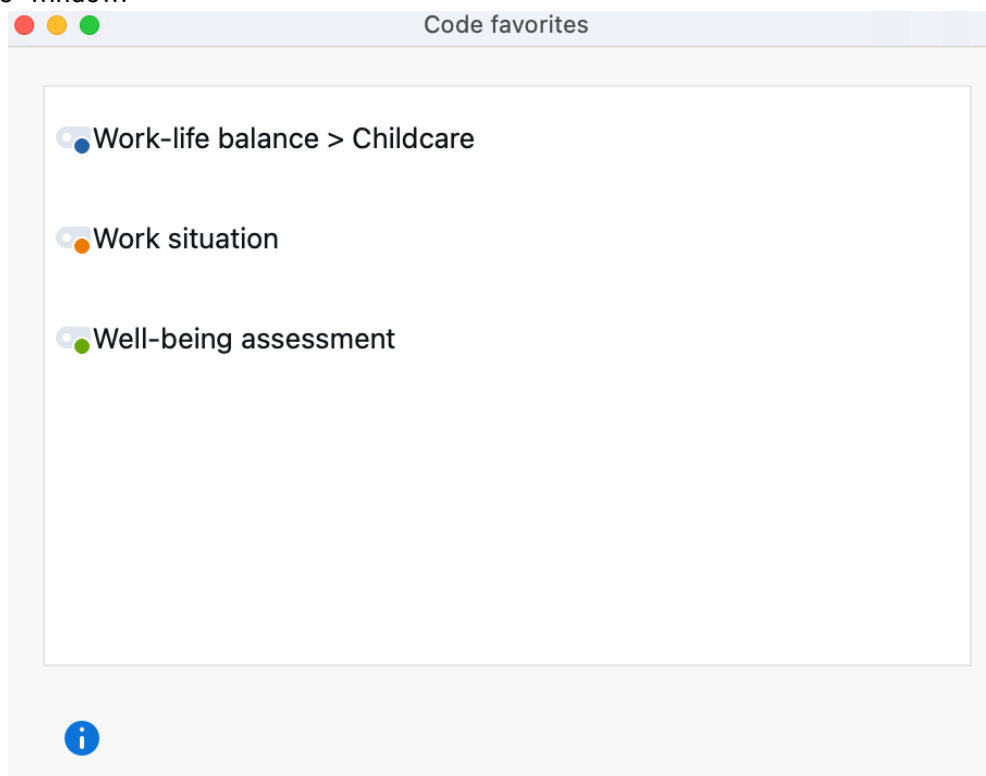 Code favorites
Work-life balance > Childcare
Work situation
Well-being assessment
i